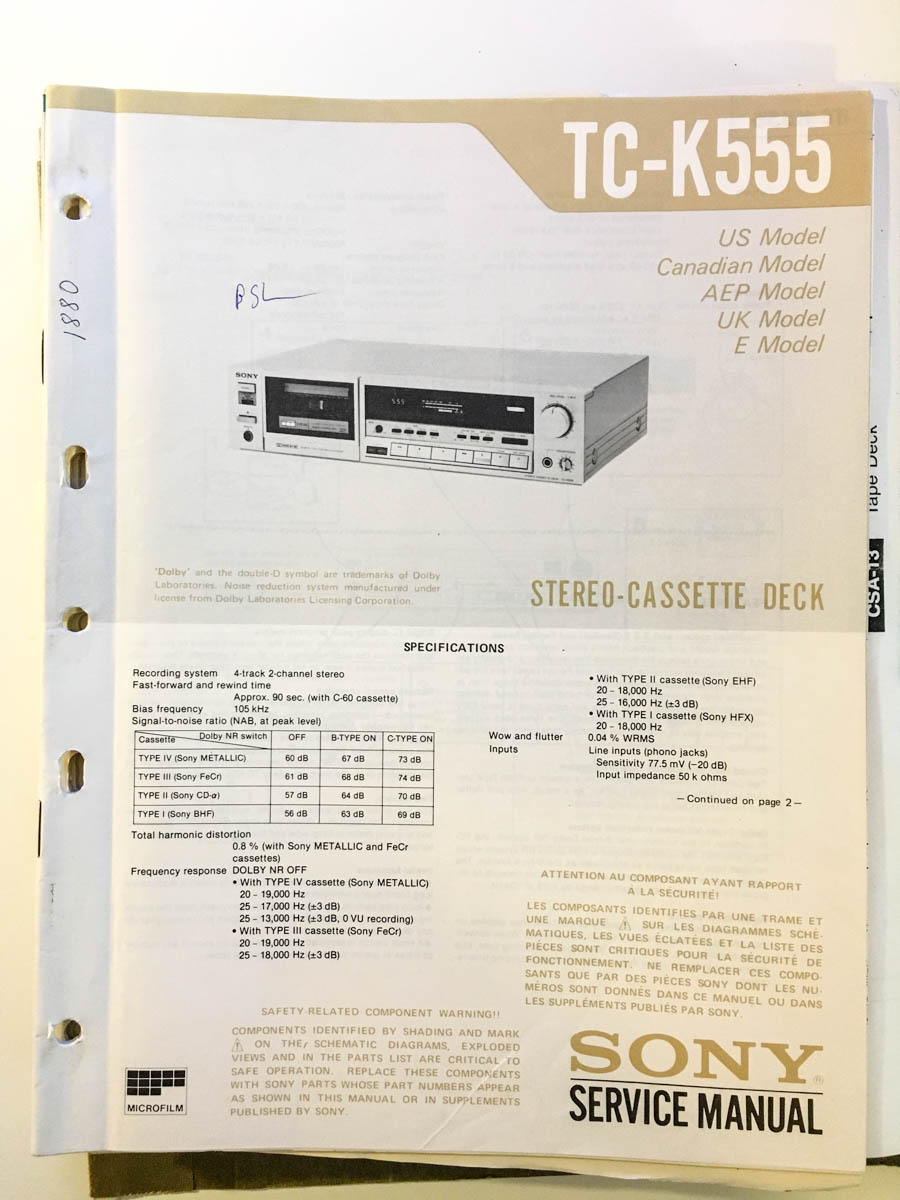 TC-K555
US Model
Canadian Model
AEP Model
UK Model
E Model
1880
BSL
SONY
'Dolby' and the double-D symbol are trademarks of Dolby
Laboratories. Noise reduction system manufactured under
license from Dolby Laboratories Licensing Corporation.
STEREO-CASSETTE DECK
Tape Deck
CSA-13
SPECIFICATIONS
Recording system 4-track 2-channel stereo
Fast-forward and rewind time
Approx. 90 sec. (with C-60 cassette)
Bias frequency 105 kHz
Signal-to-noise ratio (NAB, at peak level)
Cassette Dolby NR switch OFF B-TYPE ON C-TYPE ON
TYPE IV (Sony METALLIC) 60 dB 67 dB 73 dB
TYPE III (Sony FeCr) 61 dB 68 dB 74 dB
TYPE II (Sony CD-α) 57 dB 64 dB 70 dB
TYPE I (Sony BHF) 56 dB 63 dB 69 dB
Total harmonic distortion
0.8 % (with Sony METALLIC and FeCr
cassettes)
Frequency response DOLBY NR OFF
• With TYPE IV cassette (Sony METALLIC)
20 – 19,000 Hz
25 – 17,000 Hz (±3 dB)
25 – 13,000 Hz (±3 dB, 0 VU recording)
• With TYPE III cassette (Sony FeCr)
20 – 19,000 Hz
25 – 18,000 Hz (±3 dB)
• With TYPE II cassette (Sony EHF)
20 – 18,000 Hz
25 – 16,000 Hz (±3 dB)
• With TYPE I cassette (Sony HFX)
20 – 18,000 Hz
Wow and flutter 0.04 % WRMS
Inputs Line inputs (phono jacks)
Sensitivity 77.5 mV (−20 dB)
Input impedance 50 k ohms
— Continued on page 2 —
SAFETY-RELATED COMPONENT WARNING!!
COMPONENTS IDENTIFIED BY SHADING AND MARK
⚠ ON THE SCHEMATIC DIAGRAMS, EXPLODED
VIEWS AND IN THE PARTS LIST ARE CRITICAL TO
SAFE OPERATION. REPLACE THESE COMPONENTS
WITH SONY PARTS WHOSE PART NUMBERS APPEAR
AS SHOWN IN THIS MANUAL OR IN SUPPLEMENTS
PUBLISHED BY SONY.
ATTENTION AU COMPOSANT AYANT RAPPORT
À LA SÉCURITÉ!
LES COMPOSANTS IDENTIFIÉS PAR UNE TRAME ET
UNE MARQUE ⚠ SUR LES DIAGRAMMES SCHÉ-
MATIQUES, LES VUES ÉCLATÉES ET LA LISTE DES
PIÈCES SONT CRITIQUES POUR LA SÉCURITÉ DE
FONCTIONNEMENT. NE REMPLACER CES COMPO-
SANTS QUE PAR DES PIÈCES SONY DONT LES NU-
MÉROS SONT DONNÉS DANS CE MANUEL OU DANS
LES SUPPLÉMENTS PUBLIÉS PAR SONY.
MICROFILM
SONY®
SERVICE MANUAL